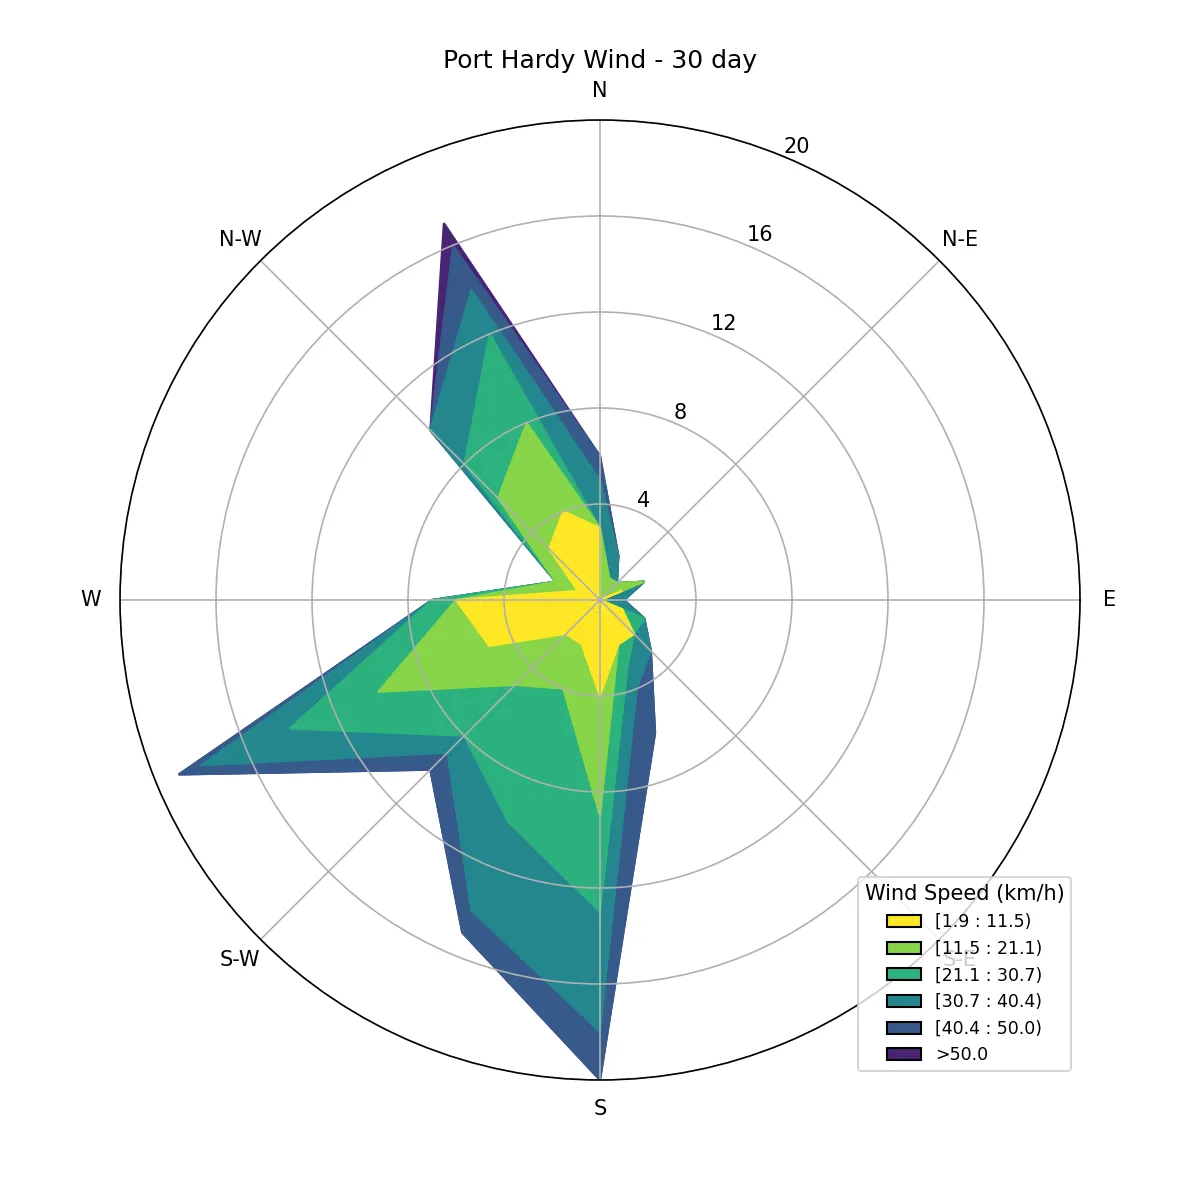 Port Hardy Wind - 30 day
N
20
N-W
16
N-E
12
8
4
W
E
S-W
S-E
S
Wind Speed (km/h)
[1.9 : 11.5)
[11.5 : 21.1)
[21.1 : 30.7)
[30.7 : 40.4)
[40.4 : 50.0)
>50.0